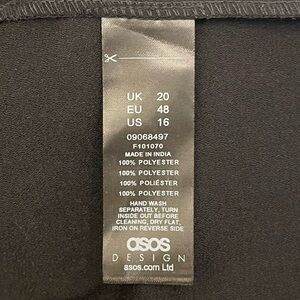 UK 20
EU 48
US 16
09068497
F101070
MADE IN INDIA
100% POLYESTER
100% POLYESTER
100% POLIÉSTER
100% POLYESTER
HAND WASH
SEPARATELY, TURN
INSIDE OUT BEFORE
CLEANING, DRY FLAT,
IRON ON REVERSE SIDE
asos
DESIGN
asos.com Ltd